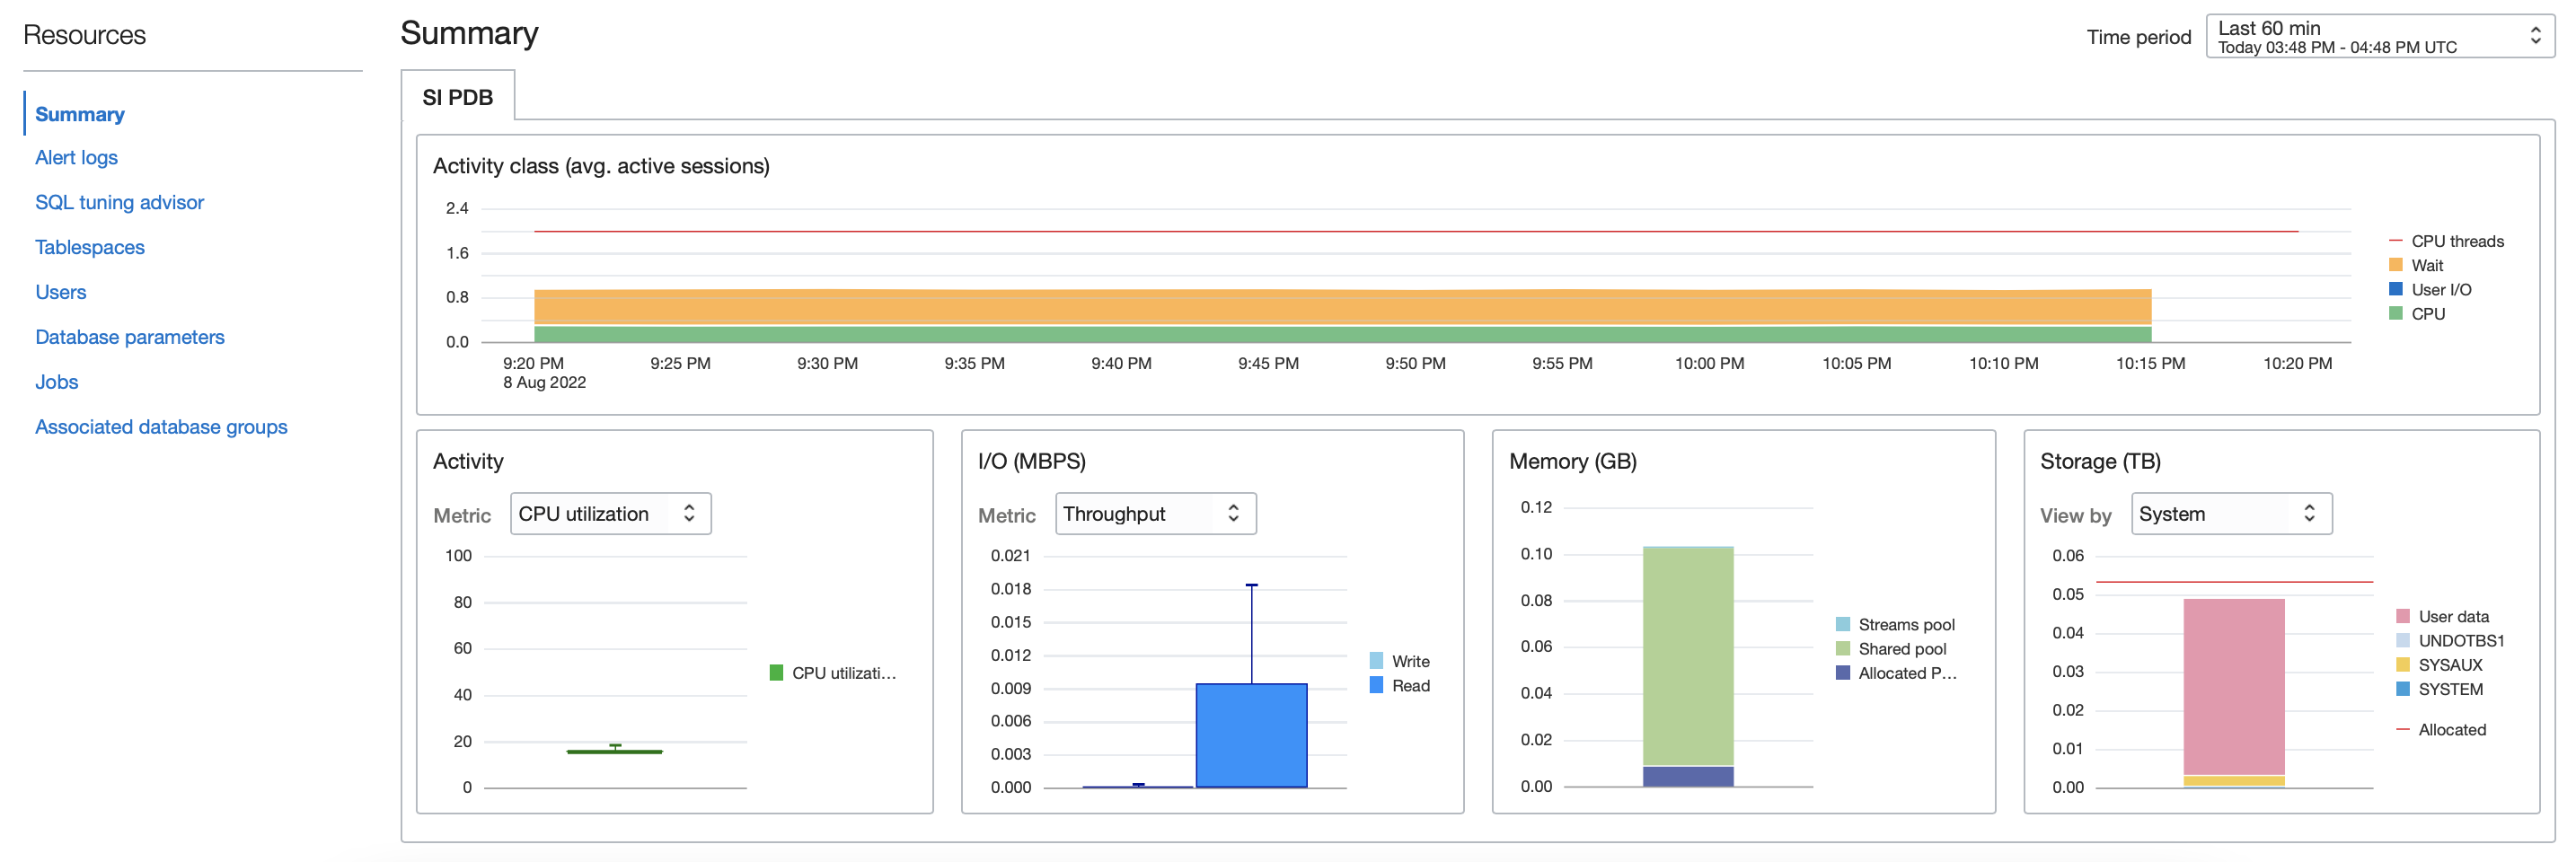 Resources
Summary
Alert logs
SQL tuning advisor
Tablespaces
Users
Database parameters
Jobs
Associated database groups
Summary
Time period
Last 60 min
Today 03:48 PM - 04:48 PM UTC
SI PDB
Activity class (avg. active sessions)
2.4
1.6
0.8
0.0
9:20 PM 9:25 PM 9:30 PM 9:35 PM 9:40 PM 9:45 PM 9:50 PM 9:55 PM 10:00 PM 10:05 PM 10:10 PM 10:15 PM 10:20 PM
8 Aug 2022
CPU threads
Wait
User I/O
CPU
Activity
Metric CPU utilization
100
80
60
40
20
0
CPU utilizati...
I/O (MBPS)
Metric Throughput
0.021
0.018
0.015
0.012
0.009
0.006
0.003
0.000
Write
Read
Memory (GB)
0.12
0.10
0.08
0.06
0.04
0.02
0.00
Streams pool
Shared pool
Allocated P...
Storage (TB)
View by System
0.06
0.05
0.04
0.03
0.02
0.01
0.00
User data
UNDOTBS1
SYSAUX
SYSTEM
Allocated